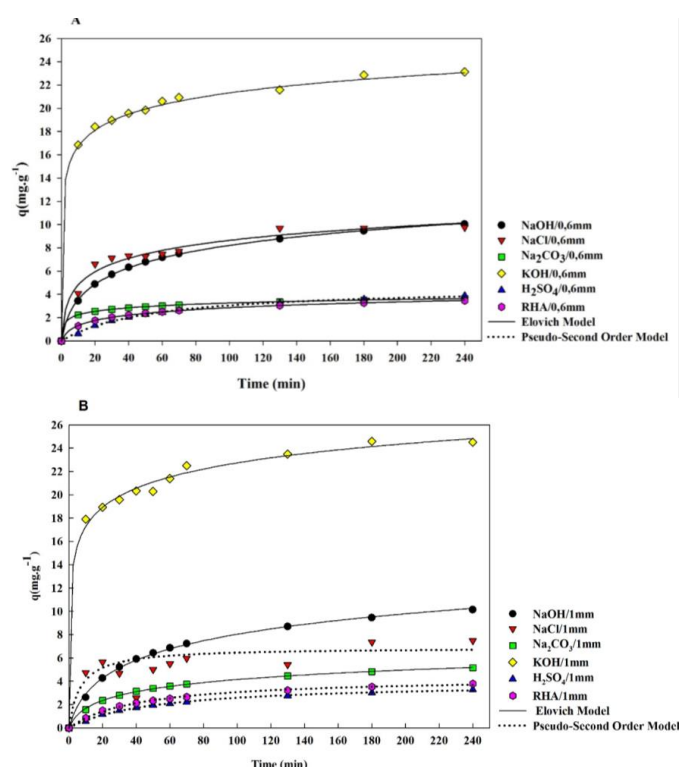 A
26
24
22
20
18
16
14
12
10
8
6
4
2
0
q(mg.g⁻¹)
0 20 40 60 80 100 120 140 160 180 200 220 240
Time (min)
NaOH/0,6mm
NaCl/0,6mm
Na₂CO₃/0,6mm
KOH/0,6mm
H₂SO₄/0,6mm
RHA/0,6mm
Elovich Model
Pseudo-Second Order Model
B
26
24
22
20
18
16
14
12
10
8
6
4
2
0
q(mg.g⁻¹)
0 20 40 60 80 100 120 140 160 180 200 220 240
Time (min)
NaOH/1mm
NaCl/1mm
Na₂CO₃/1mm
KOH/1mm
H₂SO₄/1mm
RHA/1mm
Elovich Model
Pseudo-Second Order Model